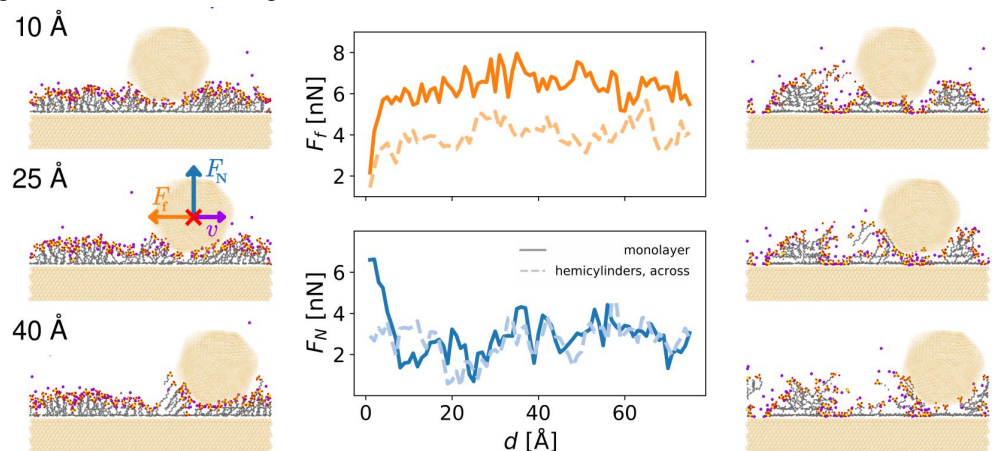 10 Å
25 Å
40 Å
F_N
F_f
v
8
6
4
2
F_f [nN]
monolayer
hemicylinders, across
6
4
2
F_N [nN]
0
20
40
60
d [Å]